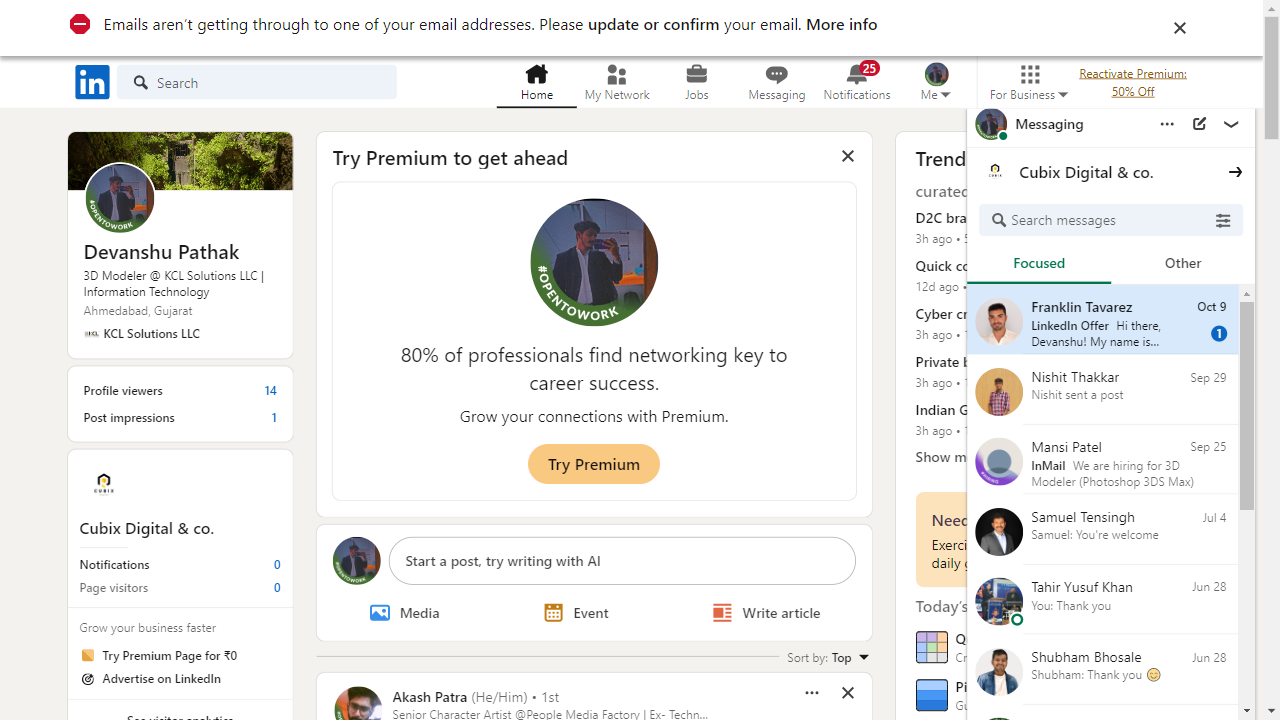 Emails aren't getting through to one of your email addresses. Please update or confirm your email. More info
in
Search
Home
My Network
Jobs
Messaging
25
Notifications
Me
For Business
Reactivate Premium:
50% Off
#OPENTOWORK
Devanshu Pathak
3D Modeler @ KCL Solutions LLC |
Information Technology
Ahmedabad, Gujarat
KCL Solutions LLC
Profile viewers 14
Post impressions 1
CUBIX
Cubix Digital & co.
Notifications 0
Page visitors 0
Grow your business faster
Try Premium Page for ₹0
Advertise on LinkedIn
See visitor analytics
Try Premium to get ahead
#OPENTOWORK
80% of professionals find networking key to
career success.
Grow your connections with Premium.
Try Premium
Start a post, try writing with AI
Media
Event
Write article
Sort by: Top
Akash Patra (He/Him) • 1st
Senior Character Artist @People Media Factory | Ex- Techn...
Trend
curated
D2C bra
3h ago •
Quick co
12d ago •
Cyber cr
3h ago •
Private b
3h ago •
Indian G
3h ago •
Show m
Need
Exerci
daily g
Today's
Q
Cr
Pi
Gu
Messaging
Cubix Digital & co.
Search messages
Focused
Other
Franklin Tavarez Oct 9
LinkedIn Offer Hi there,
Devanshu! My name is... 1
Nishit Thakkar Sep 29
Nishit sent a post
Mansi Patel Sep 25
InMail We are hiring for 3D
Modeler (Photoshop 3DS Max)
Samuel Tensingh Jul 4
Samuel: You're welcome
Tahir Yusuf Khan Jun 28
You: Thank you
Shubham Bhosale Jun 28
Shubham: Thank you 😊